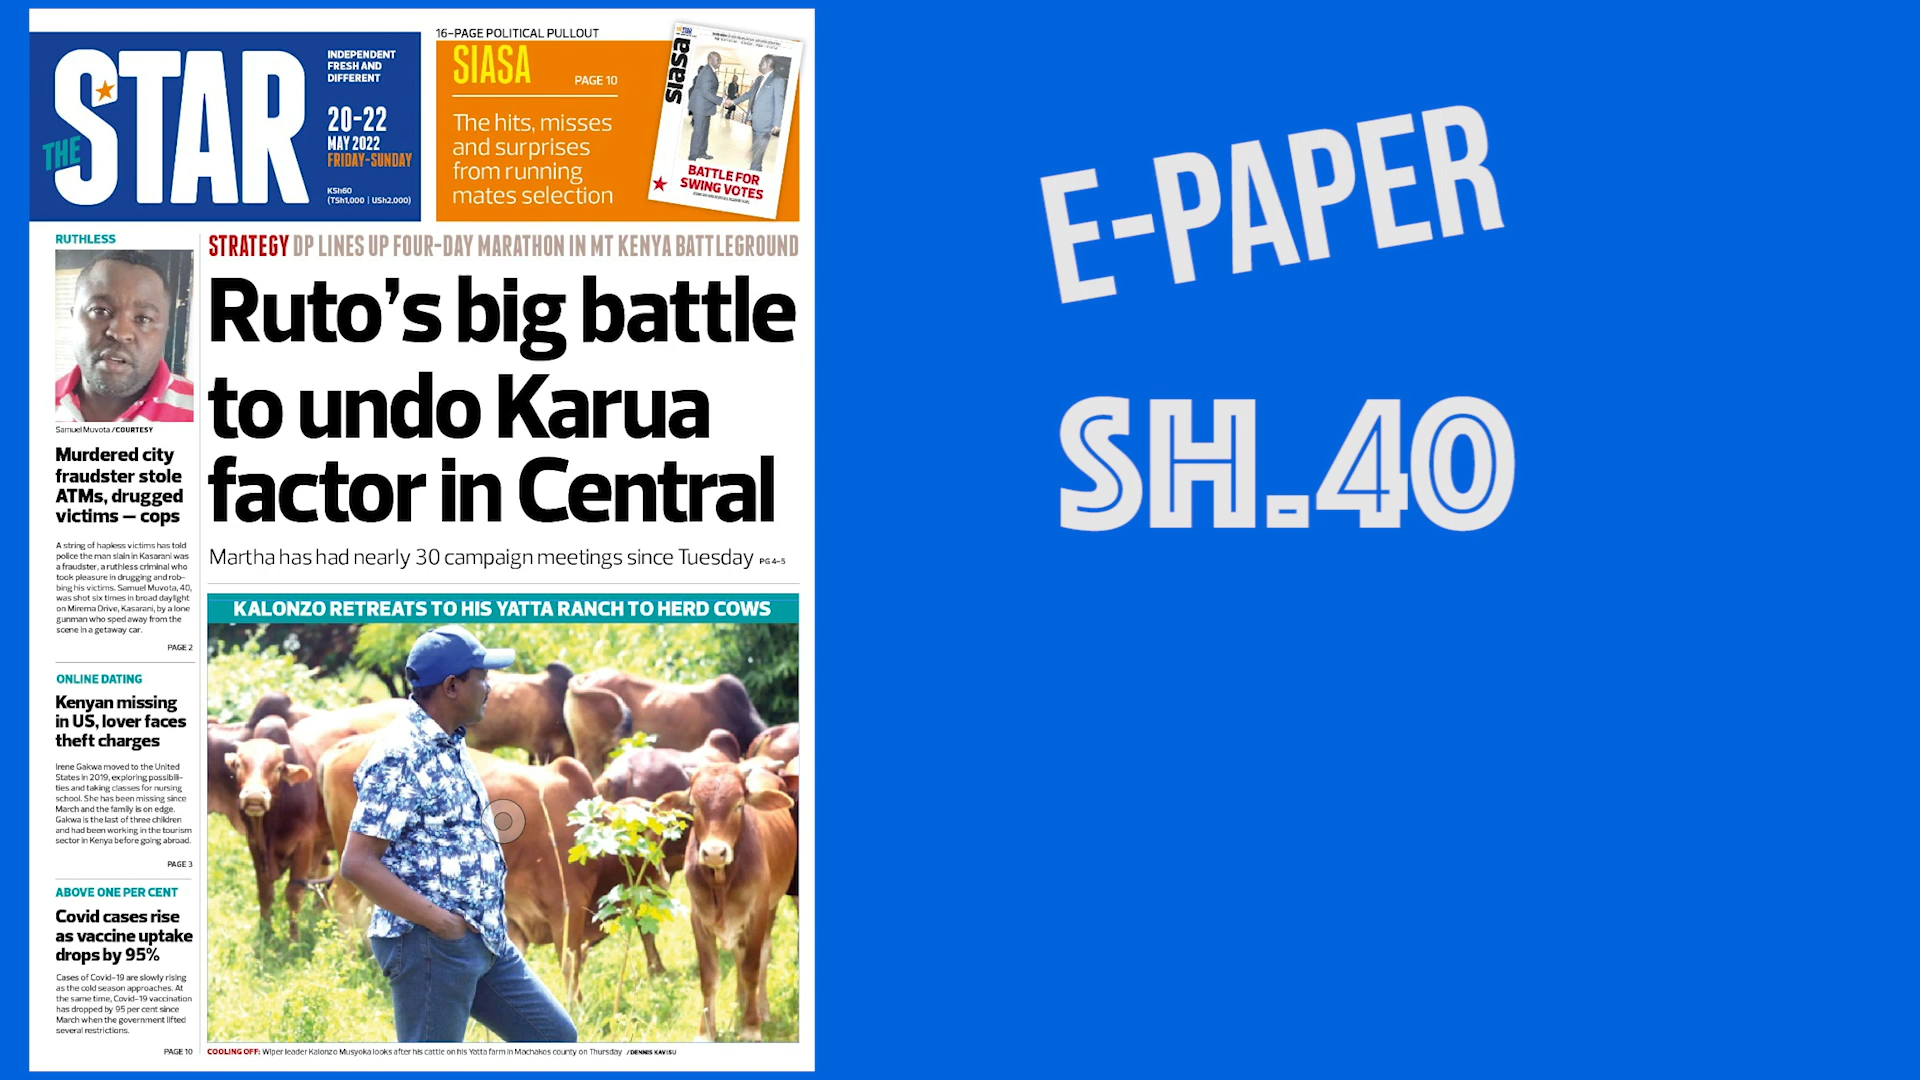 THE STAR
INDEPENDENT
FRESH AND
DIFFERENT
20-22
MAY 2022
FRIDAY-SUNDAY
KSh60
(TSh1,000 | USh2,000)
16-PAGE POLITICAL PULLOUT
SIASA
PAGE 10
The hits, misses
and surprises
from running
mates selection
siasa
BATTLE FOR
SWING VOTES
RUTHLESS
Samuel Muvota /COURTESY
Murdered city
fraudster stole
ATMs, drugged
victims – cops
A string of hapless victims has told
police the man slain in Kasarani was
a fraudster, a ruthless criminal who
took pleasure in drugging and rob-
bing his victims. Samuel Muvota, 40,
was shot six times in broad daylight
on Mirema Drive, Kasarani, by a lone
gunman who sped away from the
scene in a getaway car.
PAGE 2
ONLINE DATING
Kenyan missing
in US, lover faces
theft charges
Irene Gakwa moved to the United
States in 2019, exploring possibili-
ties and taking classes for nursing
school. She has been missing since
March and the family is on edge.
Gakwa is the last of three children
and had been working in the tourism
sector in Kenya before going abroad.
PAGE 3
ABOVE ONE PER CENT
Covid cases rise
as vaccine uptake
drops by 95%
Cases of Covid-19 are slowly rising
as the cold season approaches. At
the same time, Covid-19 vaccination
has dropped by 95 per cent since
March when the government lifted
several restrictions.
PAGE 10
STRATEGY DP LINES UP FOUR-DAY MARATHON IN MT KENYA BATTLEGROUND
Ruto’s big battle
to undo Karua
factor in Central
Martha has had nearly 30 campaign meetings since Tuesday PG 4-5
KALONZO RETREATS TO HIS YATTA RANCH TO HERD COWS
COOLING OFF: Wiper leader Kalonzo Musyoka looks after his cattle on his Yatta farm in Machakos county on Thursday /DENNIS KAVISU
E-PAPER
SH.40